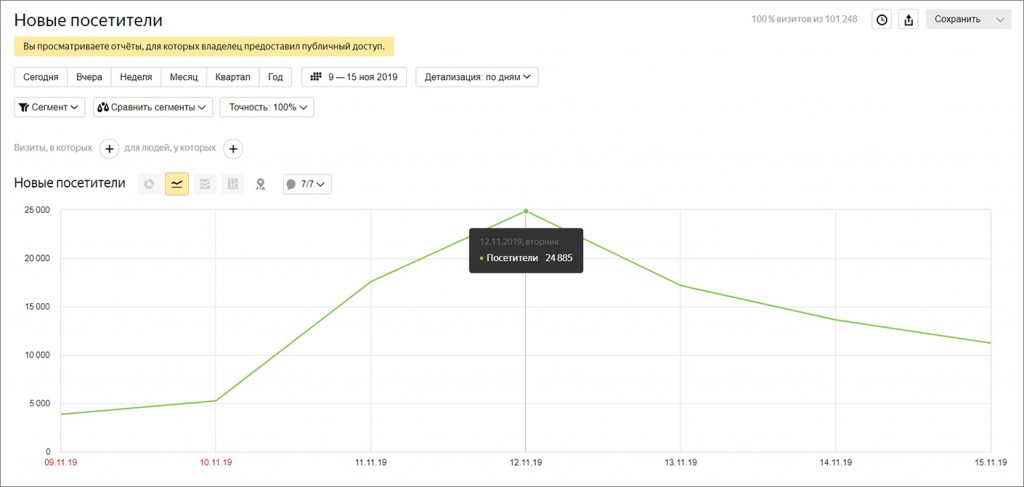 Новые посетители
100 % визитов из 101 248
Сохранить
Вы просматриваете отчёты, для которых владелец предоставил публичный доступ.
Сегодня Вчера Неделя Месяц Квартал Год 9 — 15 ноя 2019 Детализация: по дням
Сегмент Сравнить сегменты Точность: 100%
Визиты, в которых + для людей, у которых +
Новые посетители 7/7
25 000
20 000
15 000
10 000
5 000
0
12.11.2019, вторник
Посетители 24 885
09.11.19 10.11.19 11.11.19 12.11.19 13.11.19 14.11.19 15.11.19